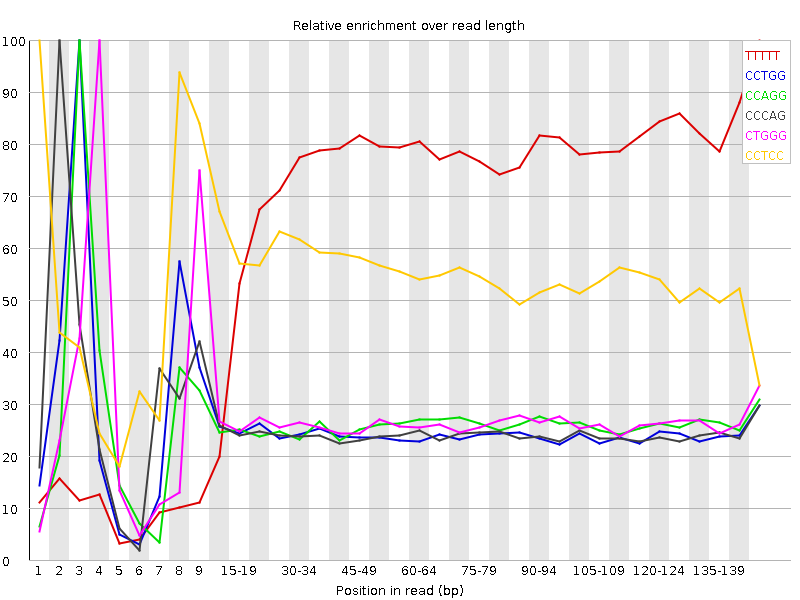 Relative enrichment over read length
100
90
80
70
60
50
40
30
20
10
0
TTTTT
CCTGG
CCAGG
CCCAG
CTGGG
CCTCC
1 2 3 4 5 6 7 8 9 15-19 30-34 45-49 60-64 75-79 90-94 105-109 120-124 135-139
Position in read (bp)